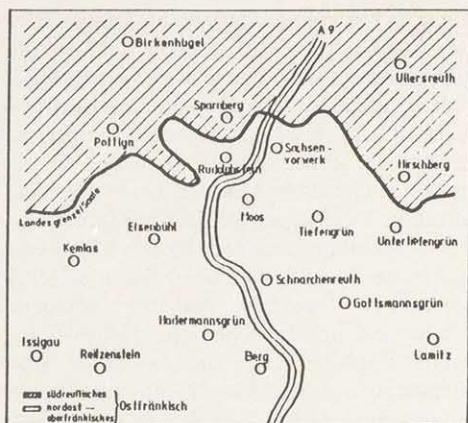 A 9
Birkenhügel
Ullersreuth
Sparnberg
Pottiga
Sachsen-
vorwerk
Rudolphstein
Hirschberg
Landesgrenze/Saale
Moos
Tiefengrün
Eisenbühl
Untertiefengrün
Kemlas
Schnarchenreuth
Gottsmannsgrün
Hadermannsgrün
Issigau
Reitzenstein
Berg
Lamitz
südreußisches
nordost-
oberfränkisches
Ostfränkisch